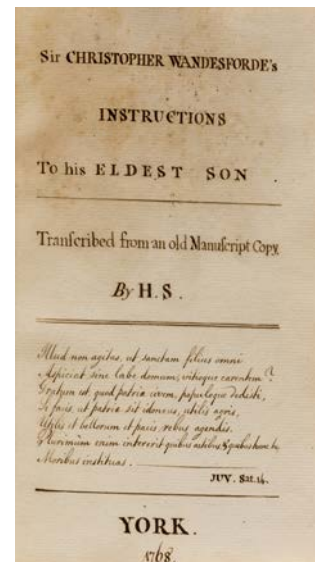 Sir CHRISTOPHER WANDESFORDE's
INSTRUCTIONS
To his ELDEST SON
Tranſcribed from an old Manuſcript Copy.
By H. S.
Illud non agitas, ut sanctam filius omni
Aspiciat sine labe domum, vitioque carentem?
Gratum est, quod patriæ civem, populoque dedisti,
Si facis, ut patriæ sit idoneus, utilis agris,
Utilis et bellorum et pacis rebus agendis.
Plurimum enim intererit quibus artibus, & quibus hunc tu
Moribus instituas.
JUV. Sat. 14.
YORK.
1768.